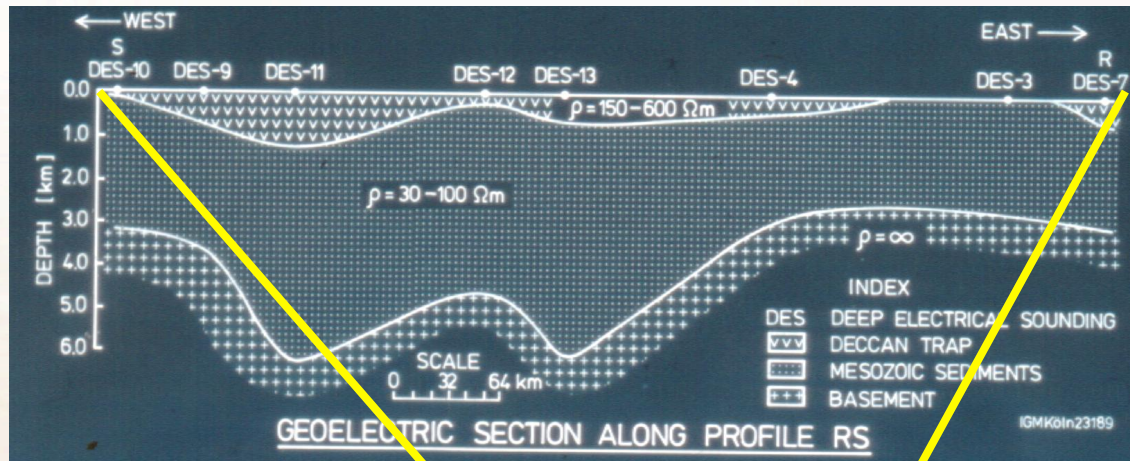 WEST
EAST
S
R
DES-10 DES-9 DES-11 DES-12 DES-13 DES-4 DES-3 DES-7
0.0
1.0
2.0
3.0
4.0
5.0
6.0
DEPTH [km]
ρ = 150-600 Ωm
ρ = 30-100 Ωm
ρ = ∞
SCALE
0 32 64 km
INDEX
DES DEEP ELECTRICAL SOUNDING
DECCAN TRAP
MESOZOIC SEDIMENTS
BASEMENT
GEOELECTRIC SECTION ALONG PROFILE RS
IGMKöln23189